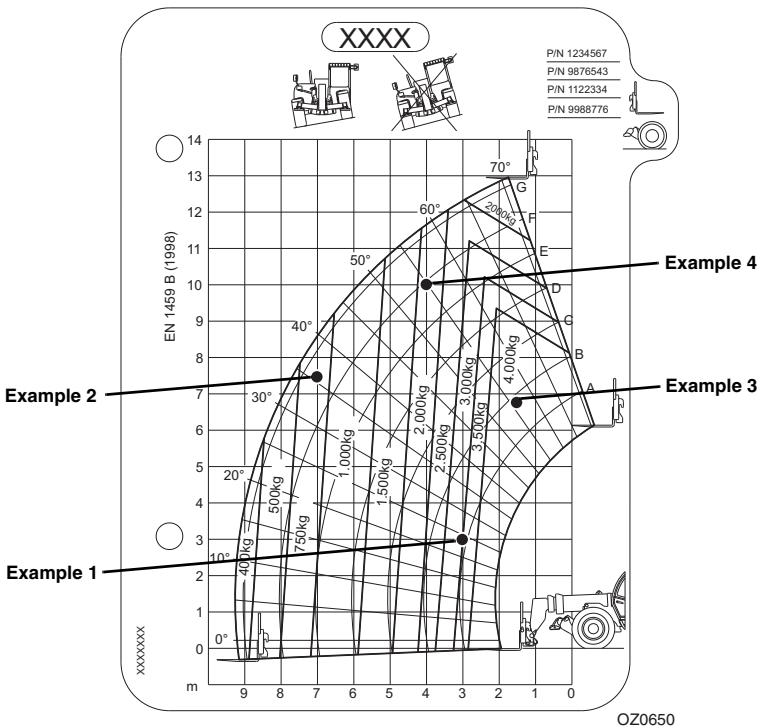 XXXX
P/N 1234567
P/N 9876543
P/N 1122334
P/N 9988776
EN 1459 B (1998)
14
13
12
11
10
9
8
7
6
5
4
3
2
1
0
m
9 8 7 6 5 4 3 2 1 0
70°
60°
50°
40°
30°
20°
10°
0°
G
F
E
D
C
B
A
2000kg
400kg
500kg
750kg
1.000kg
1.500kg
2.000kg
2.500kg
3.000kg
3.500kg
4.000kg
Example 4
Example 2
Example 3
Example 1
XXXXXXX
OZ0650